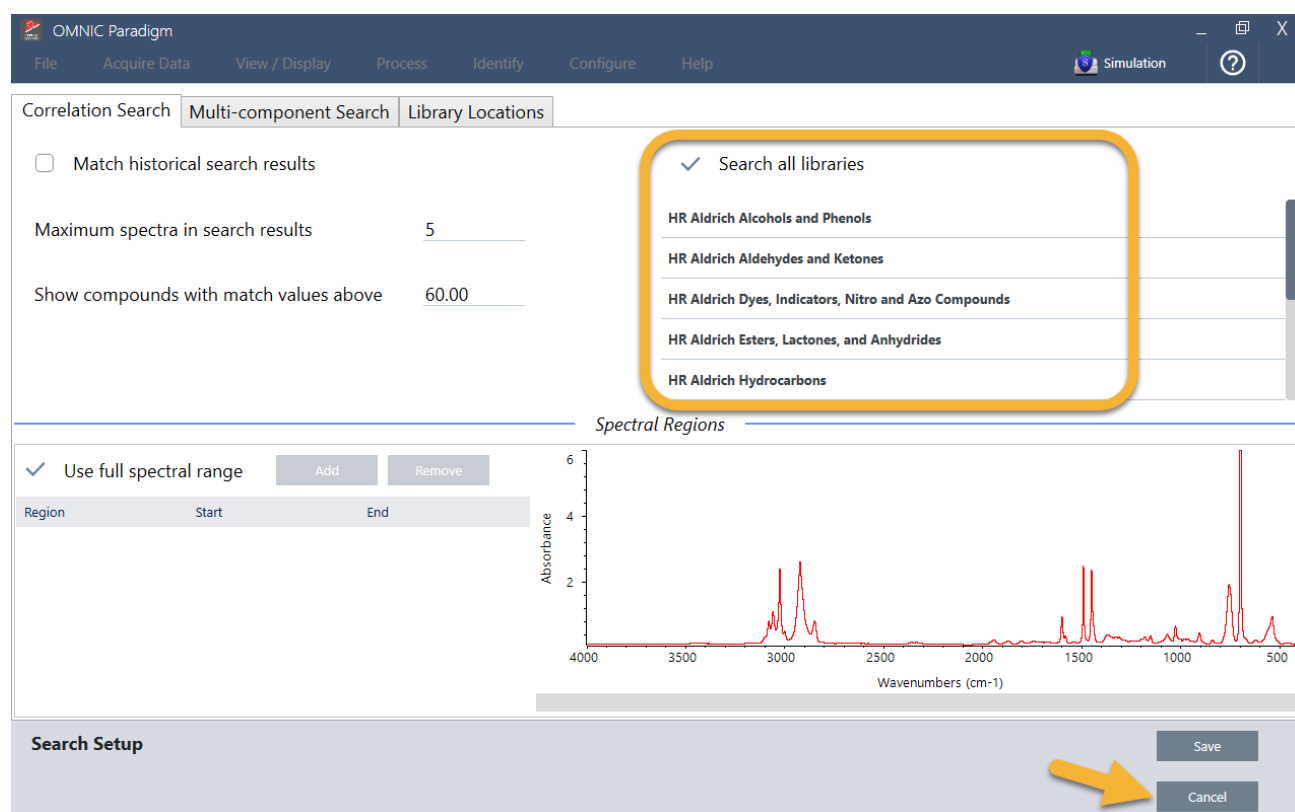 OMNIC Paradigm
_ X
File Acquire Data View / Display Process Identify Configure Help
Simulation ?
Correlation Search Multi-component Search Library Locations
Match historical search results
Search all libraries
Maximum spectra in search results 5
HR Aldrich Alcohols and Phenols
HR Aldrich Aldehydes and Ketones
Show compounds with match values above 60.00
HR Aldrich Dyes, Indicators, Nitro and Azo Compounds
HR Aldrich Esters, Lactones, and Anhydrides
HR Aldrich Hydrocarbons
Spectral Regions
Use full spectral range Add Remove
Region Start End
6
4
2
Absorbance
4000 3500 3000 2500 2000 1500 1000 500
Wavenumbers (cm-1)
Search Setup
Save
Cancel